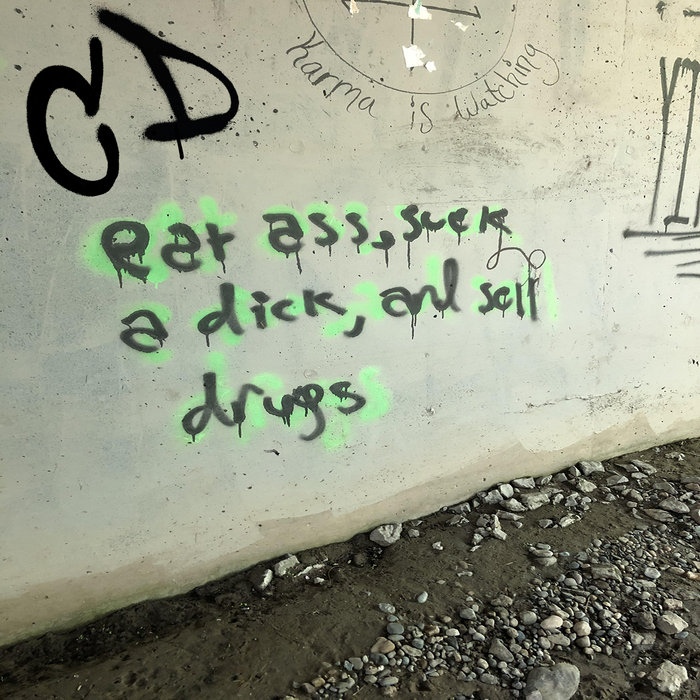 CD
Karma is Watching
eat ass, suck
a dick, and sell
drugs